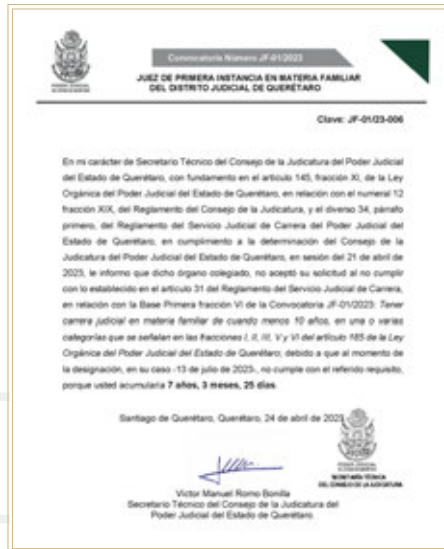 PODER JUDICIAL
Convocatoria Número JF-01/2023
JUEZ DE PRIMERA INSTANCIA EN MATERIA FAMILIAR
DEL DISTRITO JUDICIAL DE QUERÉTARO
Clave: JF-01/23-006
En mi carácter de Secretario Técnico del Consejo de la Judicatura del Poder Judicial
del Estado de Querétaro, con fundamento en el artículo 145, fracción XI, de la Ley
Orgánica del Poder Judicial del Estado de Querétaro, en relación con el numeral 12
fracción XIX, del Reglamento del Consejo de la Judicatura, y el diverso 34, párrafo
primero, del Reglamento del Servicio Judicial de Carrera del Poder Judicial del
Estado de Querétaro, en cumplimiento a la determinación del Consejo de la
Judicatura del Poder Judicial del Estado de Querétaro, en sesión del 21 de abril de
2023, le informo que dicho órgano colegiado, no aceptó su solicitud al no cumplir
con lo establecido en el artículo 31 del Reglamento del Servicio Judicial de Carrera,
en relación con la Base Primera fracción VI de la Convocatoria JF-01/2023: Tener
carrera judicial en materia familiar de cuando menos 10 años, en una o varias
categorías que se señalan en las fracciones I, II, III, V y VI del artículo 165 de la Ley
Orgánica del Poder Judicial del Estado de Querétaro; debido a que al momento de
la designación, en su caso -13 de julio de 2023-, no cumple con el referido requisito,
porque usted acumularía 7 años, 3 meses, 25 días.
Santiago de Querétaro, Querétaro, 24 de abril de 2023
PODER JUDICIAL
SECRETARÍA TÉCNICA
DEL CONSEJO DE LA JUDICATURA
Victor Manuel Romo Bonilla
Secretario Técnico del Consejo de la Judicatura del
Poder Judicial del Estado de Querétaro.